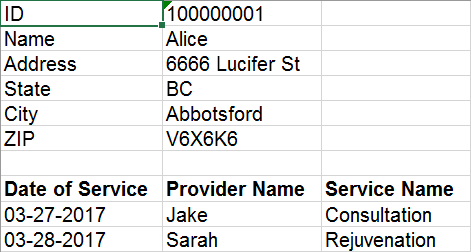 ID 100000001
Name Alice
Address 6666 Lucifer St
State BC
City Abbotsford
ZIP V6X6K6
Date of Service Provider Name Service Name
03-27-2017 Jake Consultation
03-28-2017 Sarah Rejuvenation